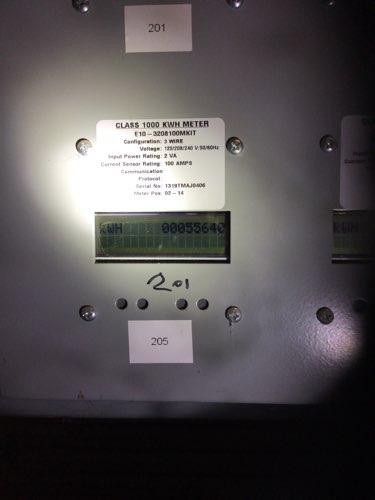 201
CLASS 1000 KWH METER
E10-3208100MKIT
Configuration: 3 WIRE
Voltage: 120/208/240 V:50/60Hz
Input Power Rating: 2 VA
Current Sensor Rating: 100 AMPS
Communication:
Protocol:
Serial No: 1319TMAJ0406
Meter Pos: 02-14
kWH 00055640
kWH
201
205